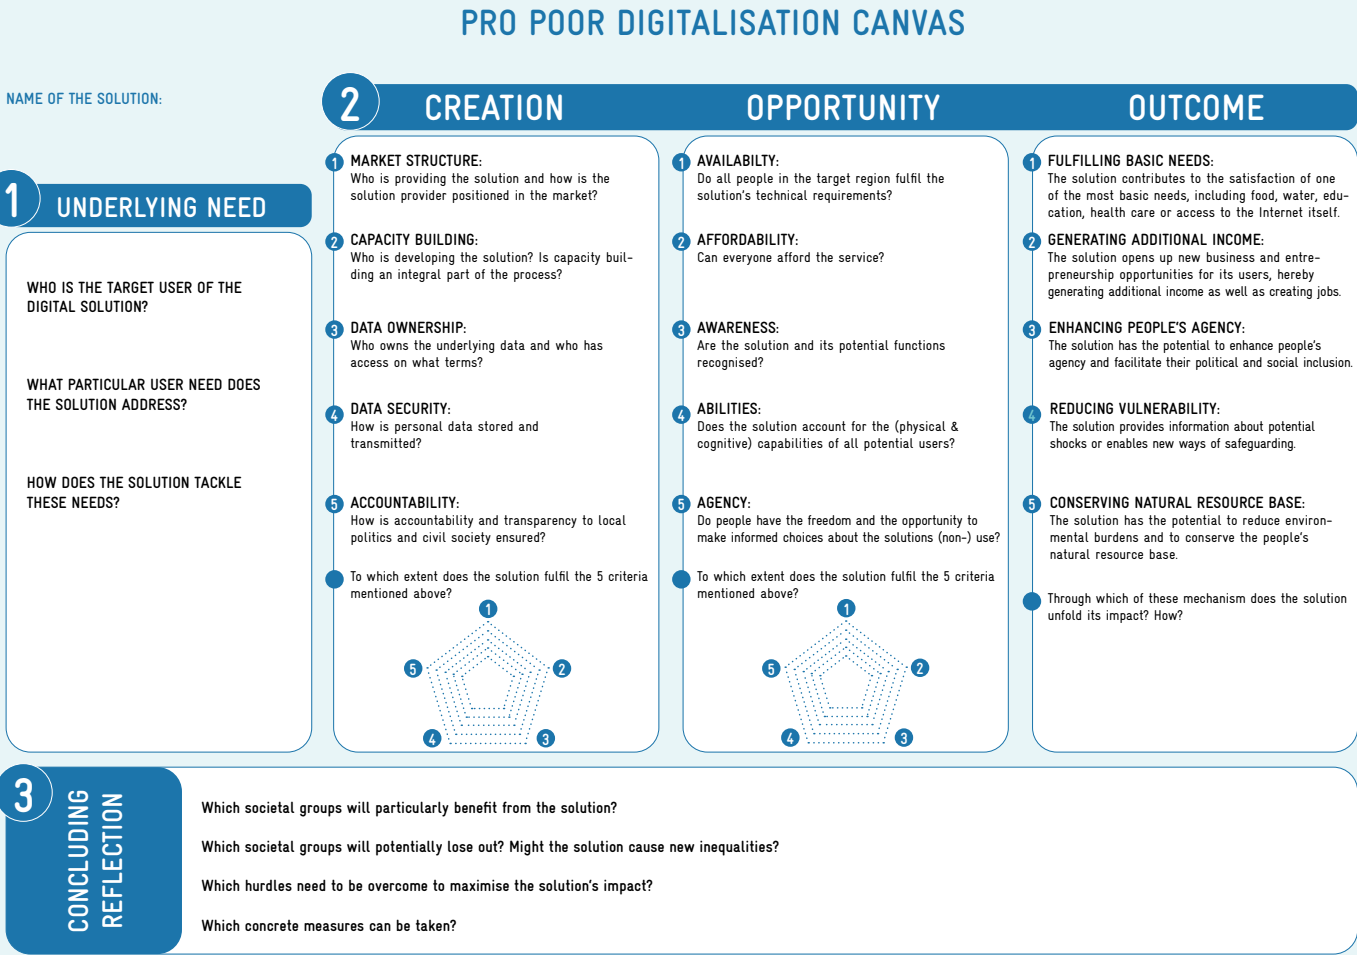 PRO POOR DIGITALISATION CANVAS
NAME OF THE SOLUTION:
1
UNDERLYING NEED
WHO IS THE TARGET USER OF THE
DIGITAL SOLUTION?
WHAT PARTICULAR USER NEED DOES
THE SOLUTION ADDRESS?
HOW DOES THE SOLUTION TACKLE
THESE NEEDS?
2
CREATION
1 MARKET STRUCTURE:
Who is providing the solution and how is the
solution provider positioned in the market?
2 CAPACITY BUILDING:
Who is developing the solution? Is capacity buil-
ding an integral part of the process?
3 DATA OWNERSHIP:
Who owns the underlying data and who has
access on what terms?
4 DATA SECURITY:
How is personal data stored and
transmitted?
5 ACCOUNTABILITY:
How is accountability and transparency to local
politics and civil society ensured?
To which extent does the solution fulfil the 5 criteria
mentioned above?
1
5
2
4
3
OPPORTUNITY
1 AVAILABILTY:
Do all people in the target region fulfil the
solution's technical requirements?
2 AFFORDABILITY:
Can everyone afford the service?
3 AWARENESS:
Are the solution and its potential functions
recognised?
4 ABILITIES:
Does the solution account for the (physical &
cognitive) capabilities of all potential users?
5 AGENCY:
Do people have the freedom and the opportunity to
make informed choices about the solutions (non-) use?
To which extent does the solution fulfil the 5 criteria
mentioned above?
1
5
2
4
3
OUTCOME
1 FULFILLING BASIC NEEDS:
The solution contributes to the satisfaction of one
of the most basic needs, including food, water, edu-
cation, health care or access to the Internet itself.
2 GENERATING ADDITIONAL INCOME:
The solution opens up new business and entre-
preneurship opportunities for its users, hereby
generating additional income as well as creating jobs.
3 ENHANCING PEOPLE'S AGENCY:
The solution has the potential to enhance people's
agency and facilitate their political and social inclusion.
4 REDUCING VULNERABILITY:
The solution provides information about potential
shocks or enables new ways of safeguarding.
5 CONSERVING NATURAL RESOURCE BASE:
The solution has the potential to reduce environ-
mental burdens and to conserve the people's
natural resource base.
Through which of these mechanism does the solution
unfold its impact? How?
3
CONCLUDING
REFLECTION
Which societal groups will particularly benefit from the solution?
Which societal groups will potentially lose out? Might the solution cause new inequalities?
Which hurdles need to be overcome to maximise the solution's impact?
Which concrete measures can be taken?